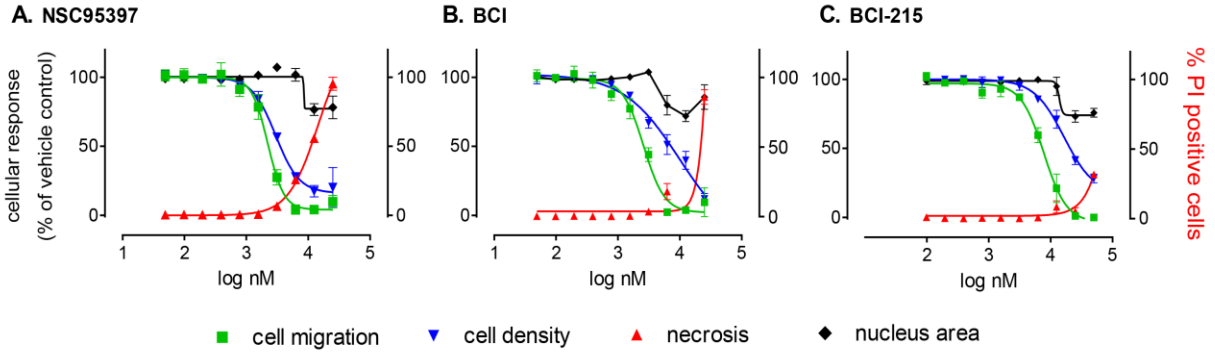 A. NSC95397
B. BCI
C. BCI-215
cellular response
(% of vehicle control)
100
50
0
100
50
0
1 2 3 4 5
log nM
100
50
0
100
50
0
1 2 3 4 5
log nM
100
50
0
100
50
0
2 3 4 5
log nM
% PI positive cells
cell migration
cell density
necrosis
nucleus area